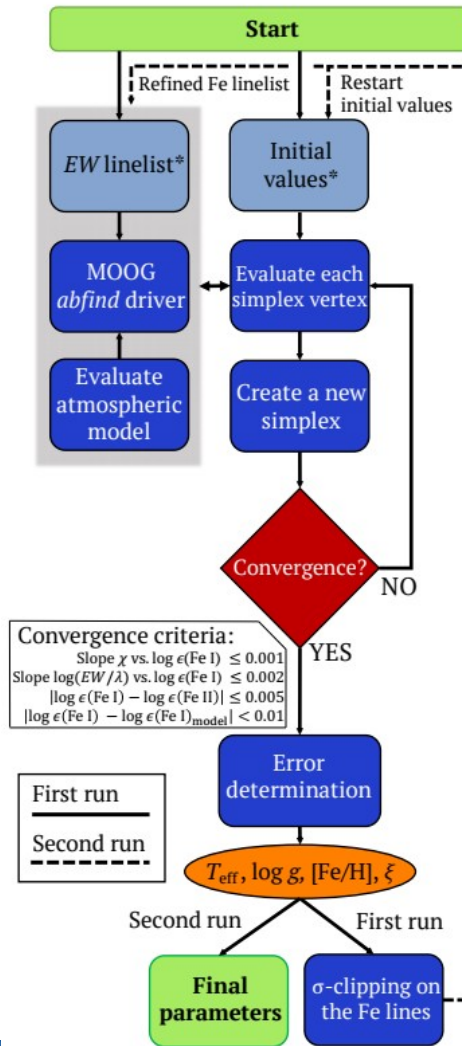 Start
Refined Fe linelist
Restart
initial values
EW linelist*
Initial
values*
MOOG
abfind driver
Evaluate each
simplex vertex
Evaluate
atmospheric
model
Create a new
simplex
Convergence?
NO
YES
Convergence criteria:
Slope χ vs. log ϵ(Fe I) ≤ 0.001
Slope log(EW/λ) vs. log ϵ(Fe I) ≤ 0.002
|log ϵ(Fe I) − log ϵ(Fe II)| ≤ 0.005
|log ϵ(Fe I) − log ϵ(Fe I)model| < 0.01
Error
determination
First run
Second run
Teff, log g, [Fe/H], ξ
Second run
First run
Final
parameters
σ-clipping on
the Fe lines